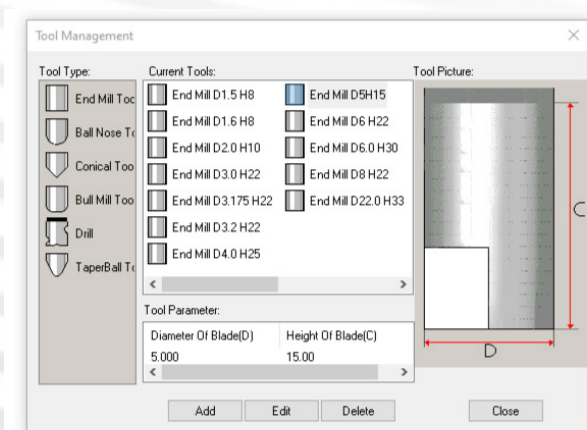 Tool Management
Tool Type:
Current Tools:
Tool Picture:
End Mill Too
Ball Nose To
Conical Too
Bull Mill Too
Drill
TaperBall To
End Mill D1.5 H8
End Mill D1.6 H8
End Mill D2.0 H10
End Mill D3.0 H22
End Mill D3.175 H22
End Mill D3.2 H22
End Mill D4.0 H25
End Mill D5H15
End Mill D6 H22
End Mill D6.0 H30
End Mill D8 H22
End Mill D22.0 H33
C
D
Tool Parameter:
Diameter Of Blade(D) Height Of Blade(C)
5.000 15.00
Add Edit Delete Close